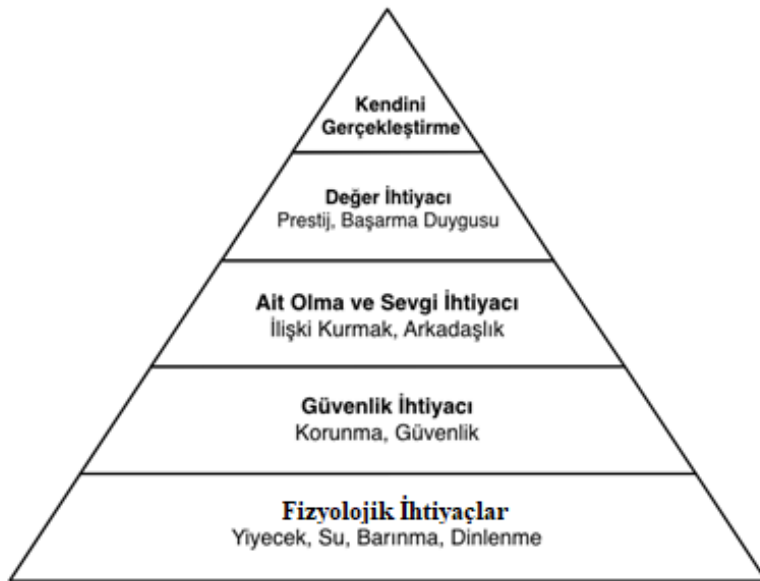 Kendini
Gerçekleştirme
Değer İhtiyacı
Prestij, Başarma Duygusu
Ait Olma ve Sevgi İhtiyacı
İlişki Kurmak, Arkadaşlık
Güvenlik İhtiyacı
Korunma, Güvenlik
Fizyolojik İhtiyaçlar
Yiyecek, Su, Barınma, Dinlenme